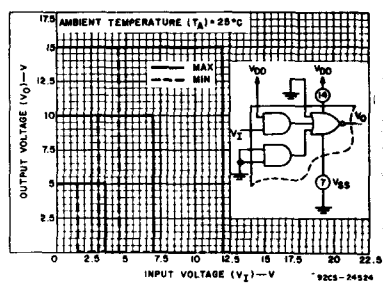 AMBIENT TEMPERATURE (TA) = 25°C
MAX
MIN
OUTPUT VOLTAGE (VO)—V
17.5
15
12.5
10
7.5
5
2.5
0
2.5
5
7.5
10
12.5
15
17.5
20
22.5
INPUT VOLTAGE (VI)—V
VDD
VDD
14
VI
VO
7
VSS
92CS-24524